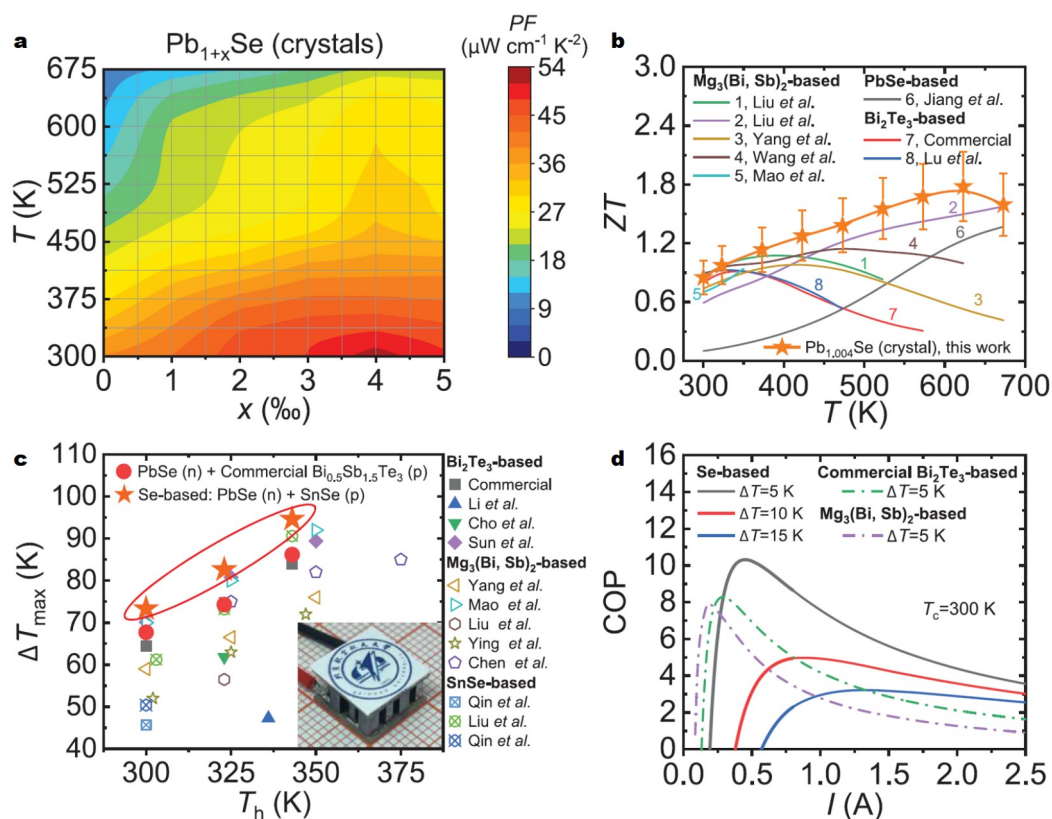 a
Pb1+xSe (crystals)
PF
(µW cm-1 K-2)
675
600
525
450
375
300
T (K)
0 1 2 3 4 5
x (‰)
54
45
36
27
18
9
0
b
3.0
2.4
1.8
1.2
0.6
0.0
ZT
Mg3(Bi, Sb)2-based
1, Liu et al.
2, Liu et al.
3, Yang et al.
4, Wang et al.
5, Mao et al.
PbSe-based
6, Jiang et al.
Bi2Te3-based
7, Commercial
8, Lu et al.
2
6
4
1
5
8
3
7
Pb1.004Se (crystal), this work
300 400 500 600 700
T (K)
c
110
100
90
80
70
60
50
40
ΔTmax (K)
PbSe (n) + Commercial Bi0.5Sb1.5Te3 (p)
Se-based: PbSe (n) + SnSe (p)
300 325 350 375
Th (K)
Bi2Te3-based
Commercial
Li et al.
Cho et al.
Sun et al.
Mg3(Bi, Sb)2-based
Yang et al.
Mao et al.
Liu et al.
Ying et al.
Chen et al.
SnSe-based
Qin et al.
Liu et al.
Qin et al.
d
16
14
12
10
8
6
4
2
0
COP
Se-based
ΔT=5 K
ΔT=10 K
ΔT=15 K
Commercial Bi2Te3-based
ΔT=5 K
Mg3(Bi, Sb)2-based
ΔT=5 K
Tc=300 K
0.0 0.5 1.0 1.5 2.0 2.5
I (A)